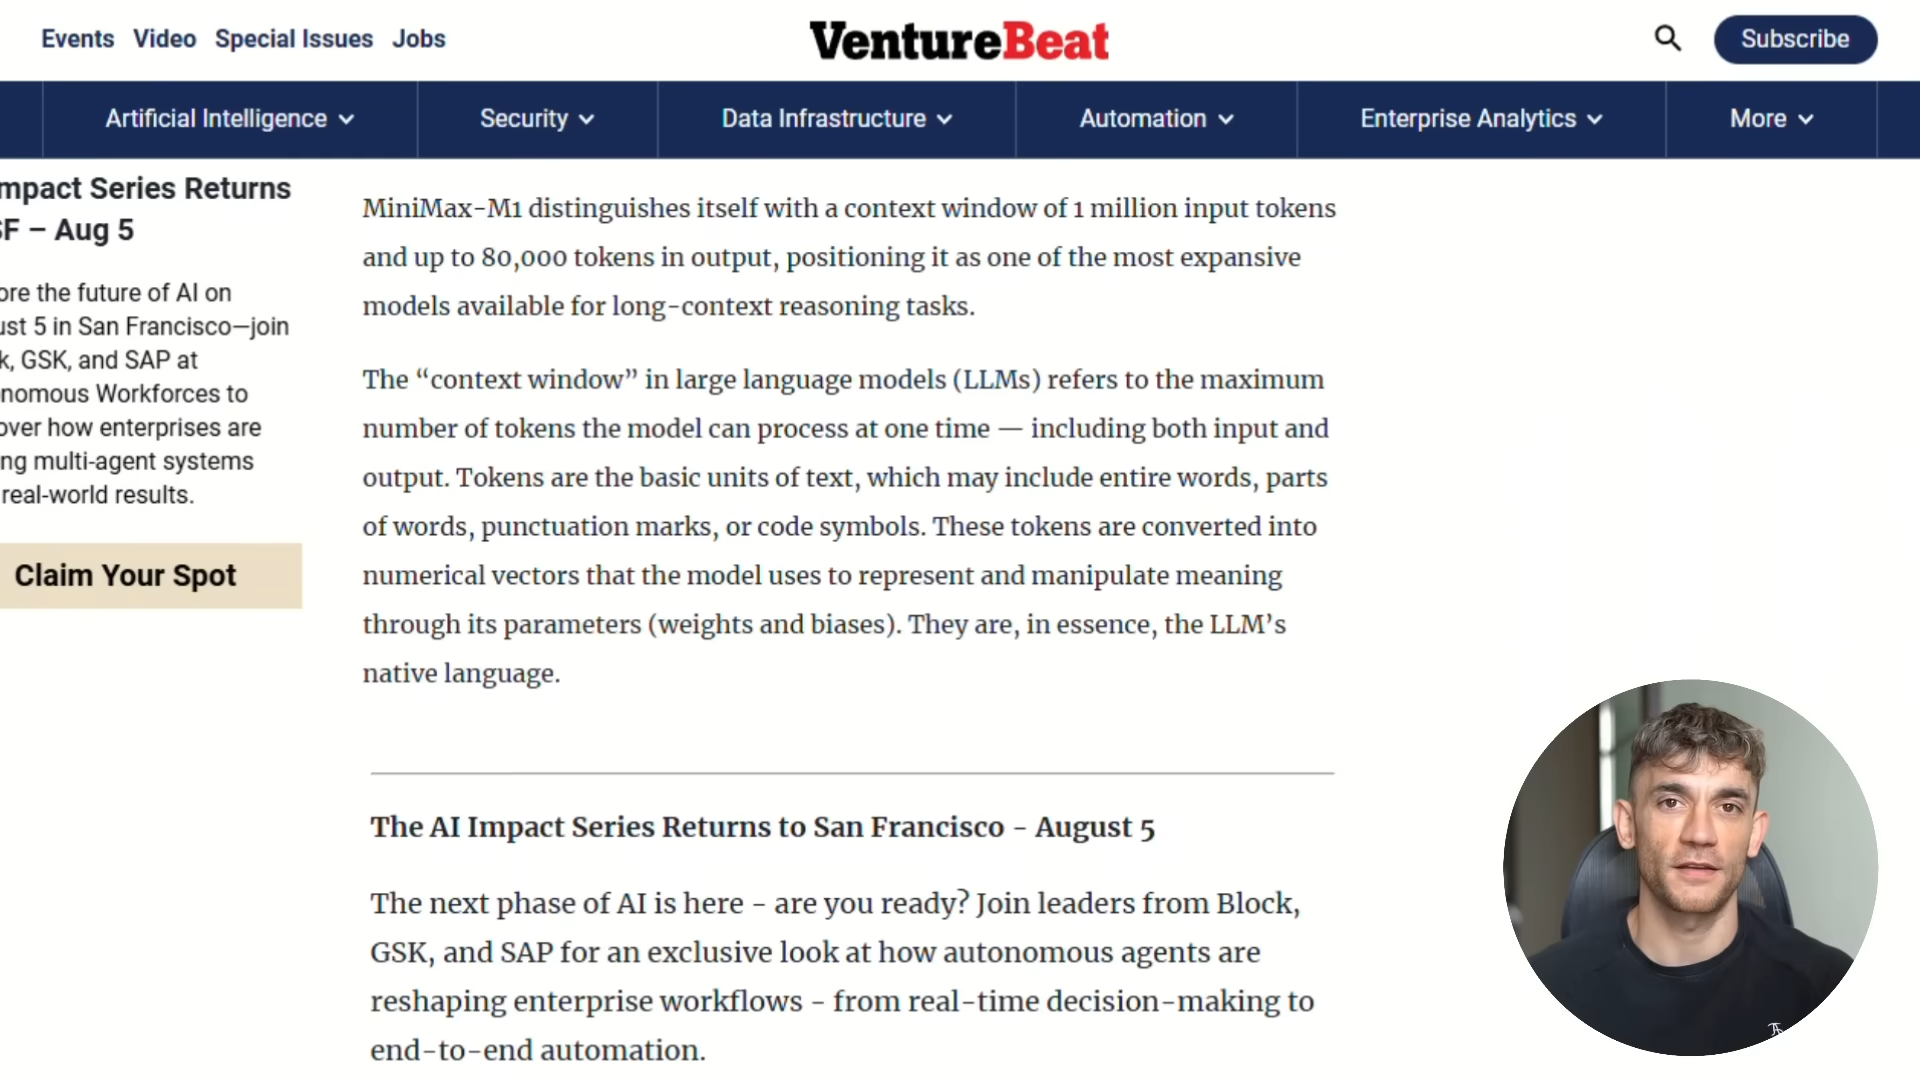 Events Video Special Issues Jobs
VentureBeat
Subscribe
Artificial Intelligence
Security
Data Infrastructure
Automation
Enterprise Analytics
More
mpact Series Returns
SF – Aug 5
ore the future of AI on
ust 5 in San Francisco—join
k, GSK, and SAP at
nomous Workforces to
over how enterprises are
ng multi-agent systems
real-world results.
Claim Your Spot
MiniMax-M1 distinguishes itself with a context window of 1 million input tokens
and up to 80,000 tokens in output, positioning it as one of the most expansive
models available for long-context reasoning tasks.
The “context window” in large language models (LLMs) refers to the maximum
number of tokens the model can process at one time — including both input and
output. Tokens are the basic units of text, which may include entire words, parts
of words, punctuation marks, or code symbols. These tokens are converted into
numerical vectors that the model uses to represent and manipulate meaning
through its parameters (weights and biases). They are, in essence, the LLM’s
native language.
The AI Impact Series Returns to San Francisco - August 5
The next phase of AI is here - are you ready? Join leaders from Block,
GSK, and SAP for an exclusive look at how autonomous agents are
reshaping enterprise workflows - from real-time decision-making to
end-to-end automation.